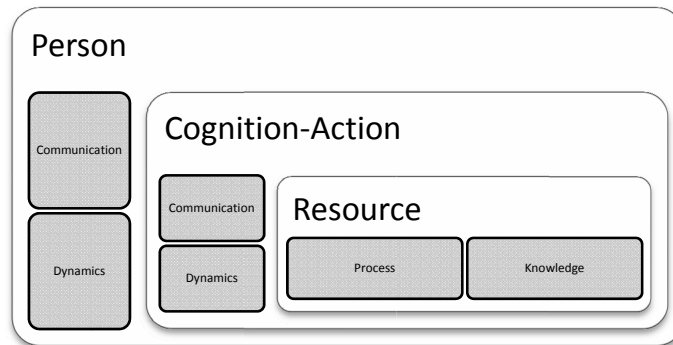 Person
Communication
Dynamics
Cognition-Action
Communication
Dynamics
Resource
Process
Knowledge